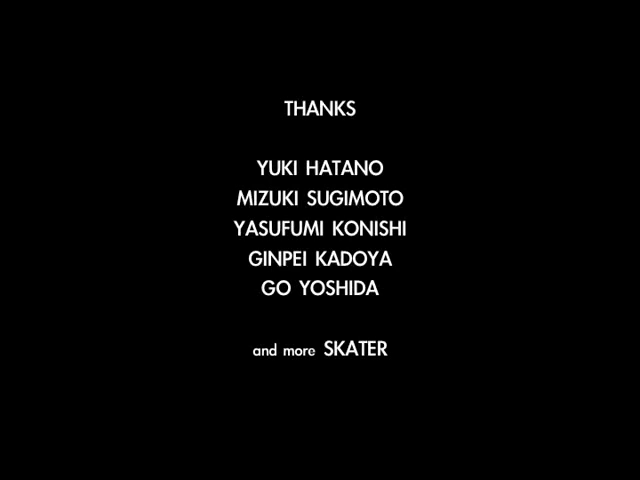 THANKS
YUKI HATANO
MIZUKI SUGIMOTO
YASUFUMI KONISHI
GINPEI KADOYA
GO YOSHIDA
and more SKATER